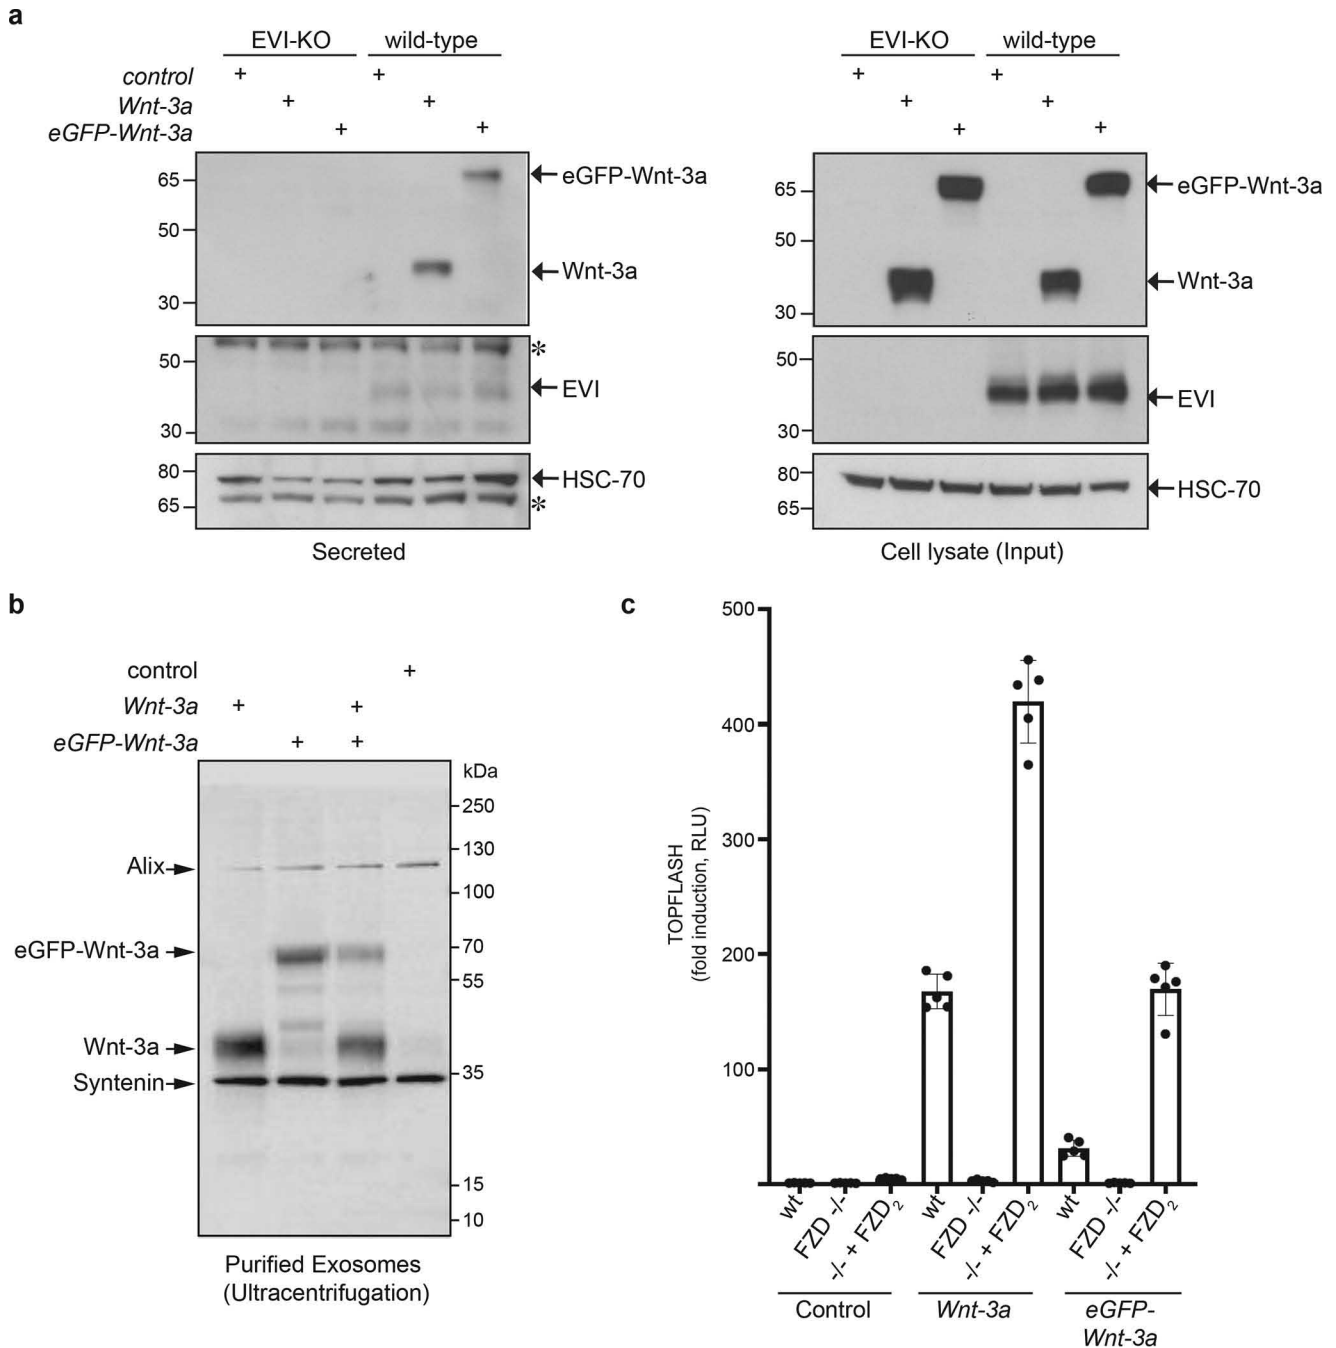 a
EVI-KO wild-type
control + +
Wnt-3a + +
eGFP-Wnt-3a + +
65
50
30
eGFP-Wnt-3a
Wnt-3a
50
30
*
EVI
80
65
HSC-70
*
Secreted
EVI-KO wild-type
+ +
+ +
+ +
65
50
30
eGFP-Wnt-3a
Wnt-3a
50
30
EVI
80
65
HSC-70
Cell lysate (Input)
b
control +
Wnt-3a + +
eGFP-Wnt-3a + +
kDa
250
130
100
70
55
35
15
10
Alix
eGFP-Wnt-3a
Wnt-3a
Syntenin
Purified Exosomes
(Ultracentrifugation)
c
TOPFLASH
(fold induction, RLU)
500
400
300
200
100
wt FZD -/- -/- + FZD2 wt FZD -/- -/- + FZD2 wt FZD -/- -/- + FZD2
Control Wnt-3a eGFP-
Wnt-3a